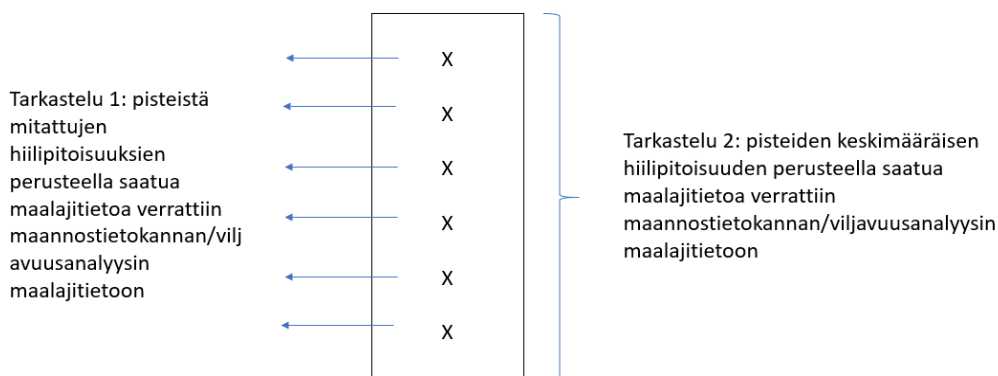 Tarkastelu 1: pisteistä
mitattujen
hiilipitoisuuksien
perusteella saatua
maalajitietoa verrattiin
maannostietokannan/vilj
avuusanalyysin
maalajitietoon
X
X
X
X
X
X
Tarkastelu 2: pisteiden keskimääräisen
hiilipitoisuuden perusteella saatua
maalajitietoa verrattiin
maannostietokannan/viljavuusanalyysin
maalajitietoon